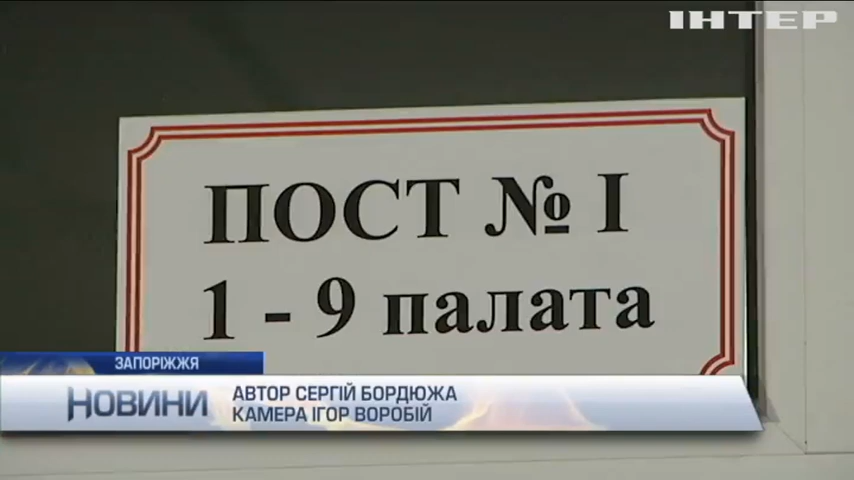 ІНТЕР
ПОСТ № I
1 - 9 палата
ЗАПОРІЖЖЯ
НОВИНИ
АВТОР СЕРГІЙ БОРДЮЖА
КАМЕРА ІГОР ВОРОБІЙ